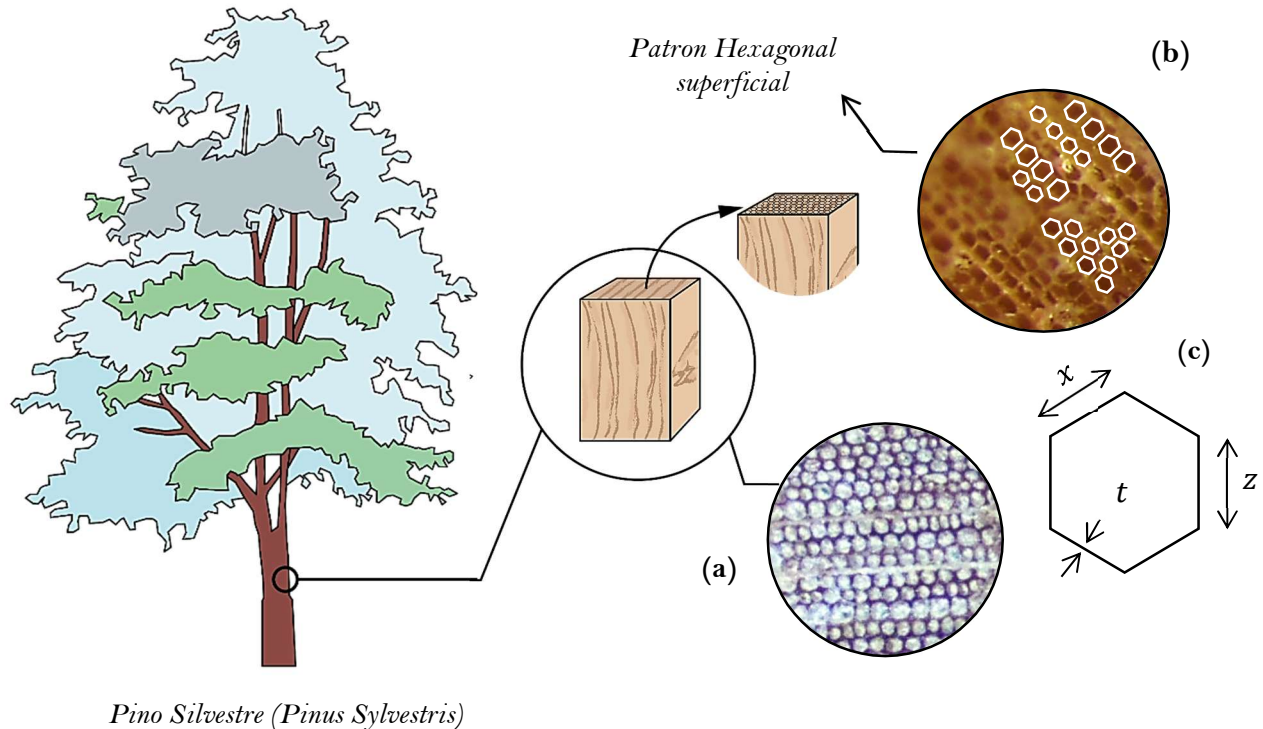 Patron Hexagonal
superficial
(b)
(c)
x
t
z
(a)
Pino Silvestre (Pinus Sylvestris)